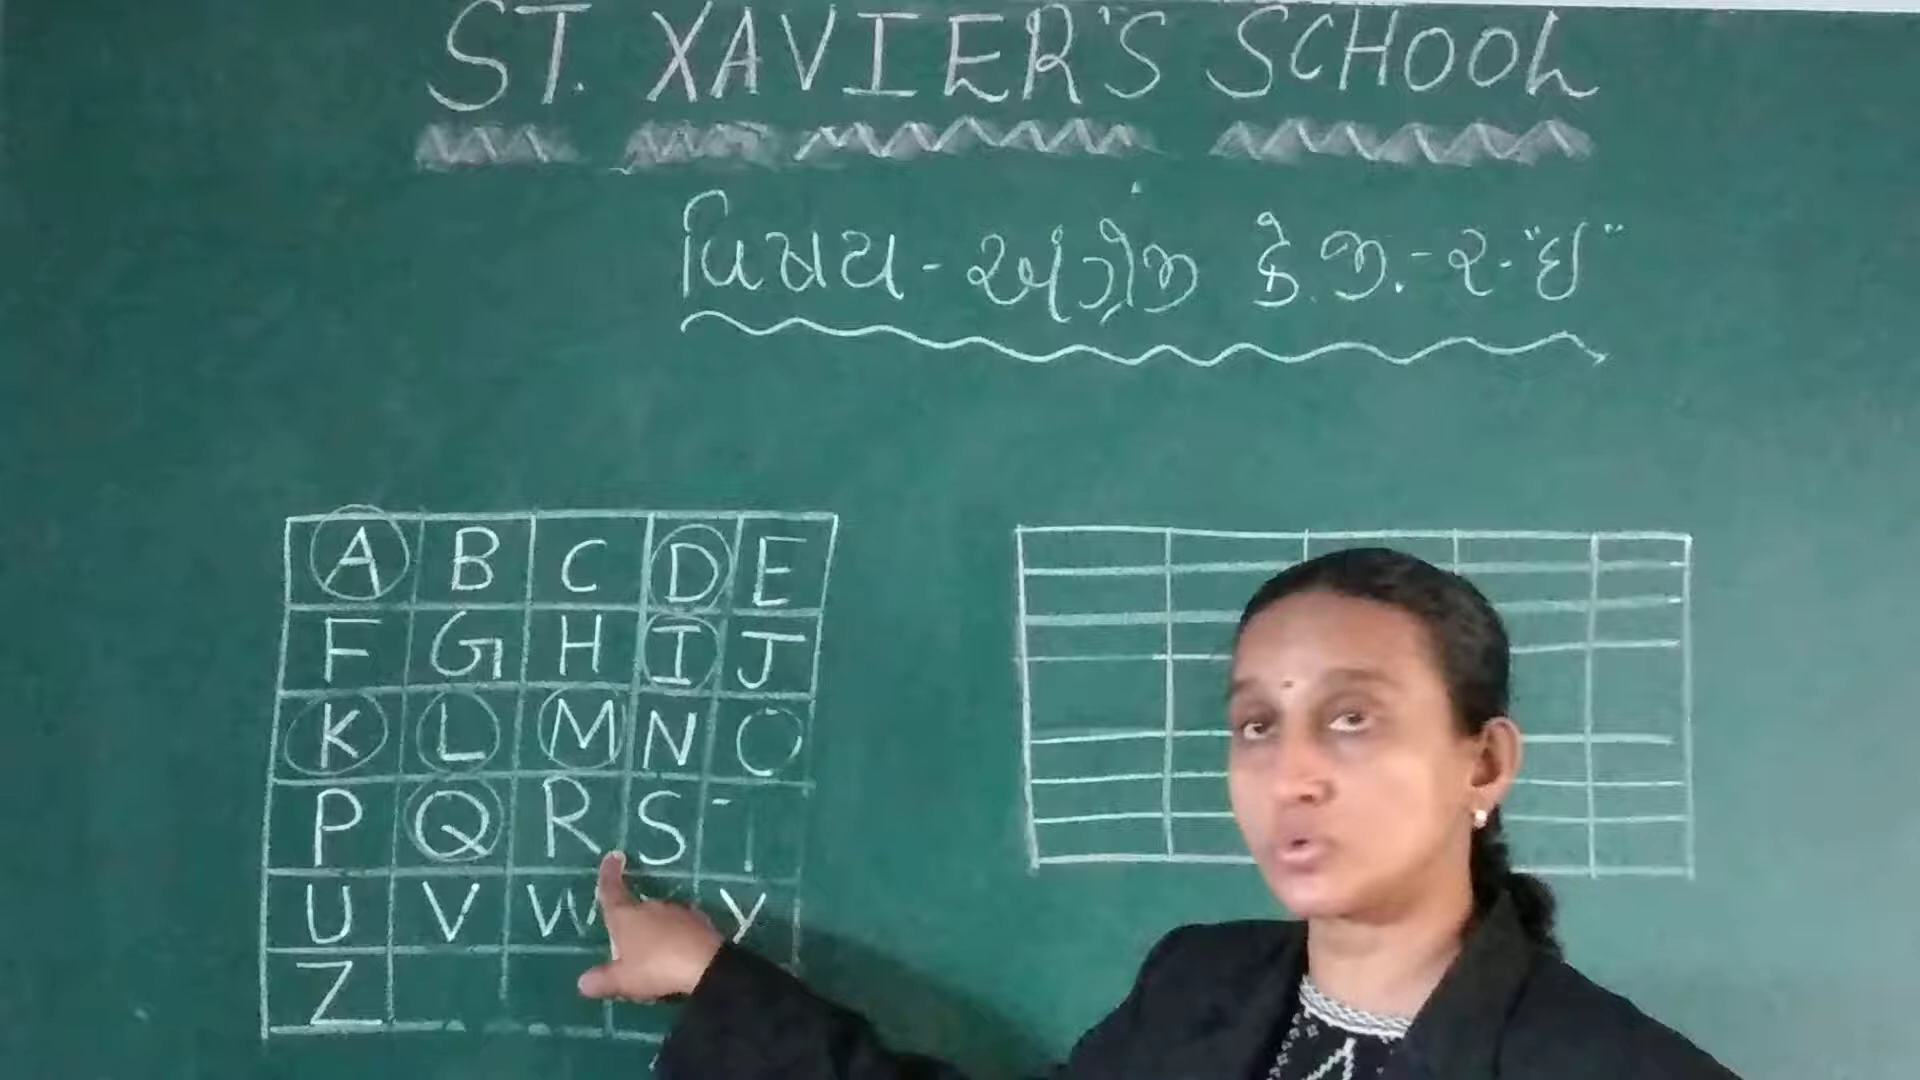 ST. XAVIER'S SCHOOL
વિષય - અંગ્રેજી કે.જી.-૨-"ઇ"
A B C D E
F G H I J
K L M N O
P Q R S T
U V W Y
Z